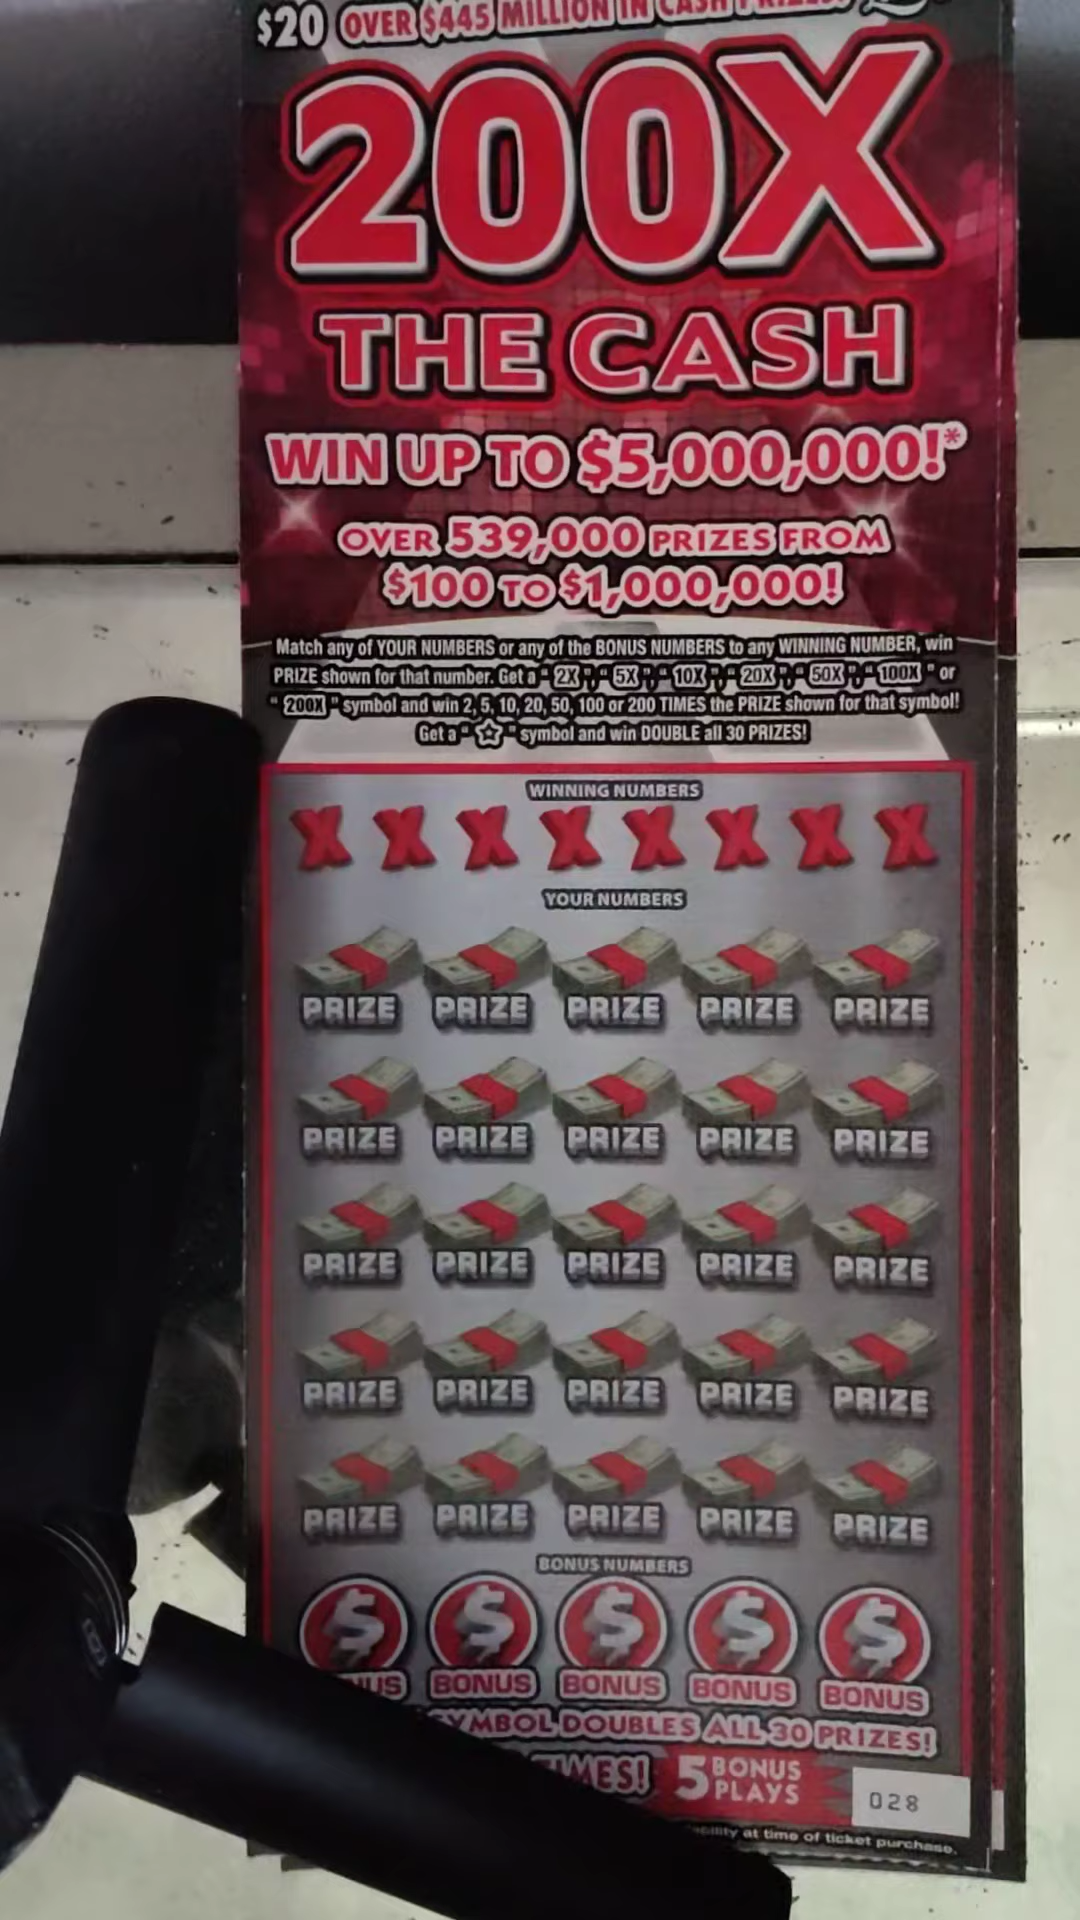 $20 OVER $445 MILLION IN CASH PRIZES!
200X
THE CASH
WIN UP TO $5,000,000!*
OVER 539,000 PRIZES FROM
$100 TO $1,000,000!
Match any of YOUR NUMBERS or any of the BONUS NUMBERS to any WINNING NUMBER, win
PRIZE shown for that number. Get a "2X", "5X", "10X", "20X", "50X", "100X" or
"200X" symbol and win 2, 5, 10, 20, 50, 100 or 200 TIMES the PRIZE shown for that symbol!
Get a "☆" symbol and win DOUBLE all 30 PRIZES!
WINNING NUMBERS
X X X X X X X X
YOUR NUMBERS
PRIZE PRIZE PRIZE PRIZE PRIZE
PRIZE PRIZE PRIZE PRIZE PRIZE
PRIZE PRIZE PRIZE PRIZE PRIZE
PRIZE PRIZE PRIZE PRIZE PRIZE
PRIZE PRIZE PRIZE PRIZE PRIZE
BONUS NUMBERS
$ $ $ $ $
BONUS BONUS BONUS BONUS
SYMBOL DOUBLES ALL 30 PRIZES!
TIMES! 5 BONUS PLAYS
028
at time of ticket purchase.